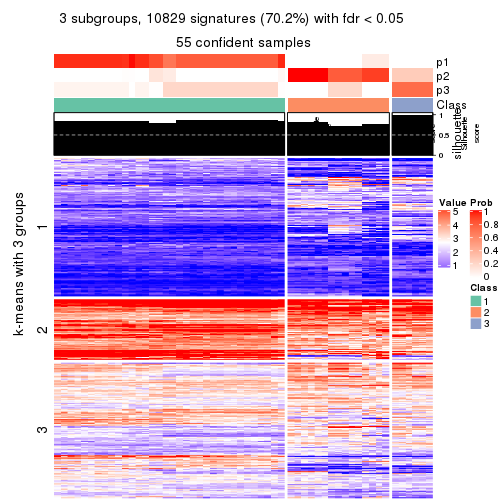 3 subgroups, 10829 signatures (70.2%) with fdr < 0.05
55 confident samples
p1
p2
p3
Class
1
0.5
0
silhouette
Silhouette
score
k-means with 3 groups
1
2
3
Value
5
4
3
2
1
Prob
1
0.8
0.6
0.4
0.2
0
Class
1
2
3